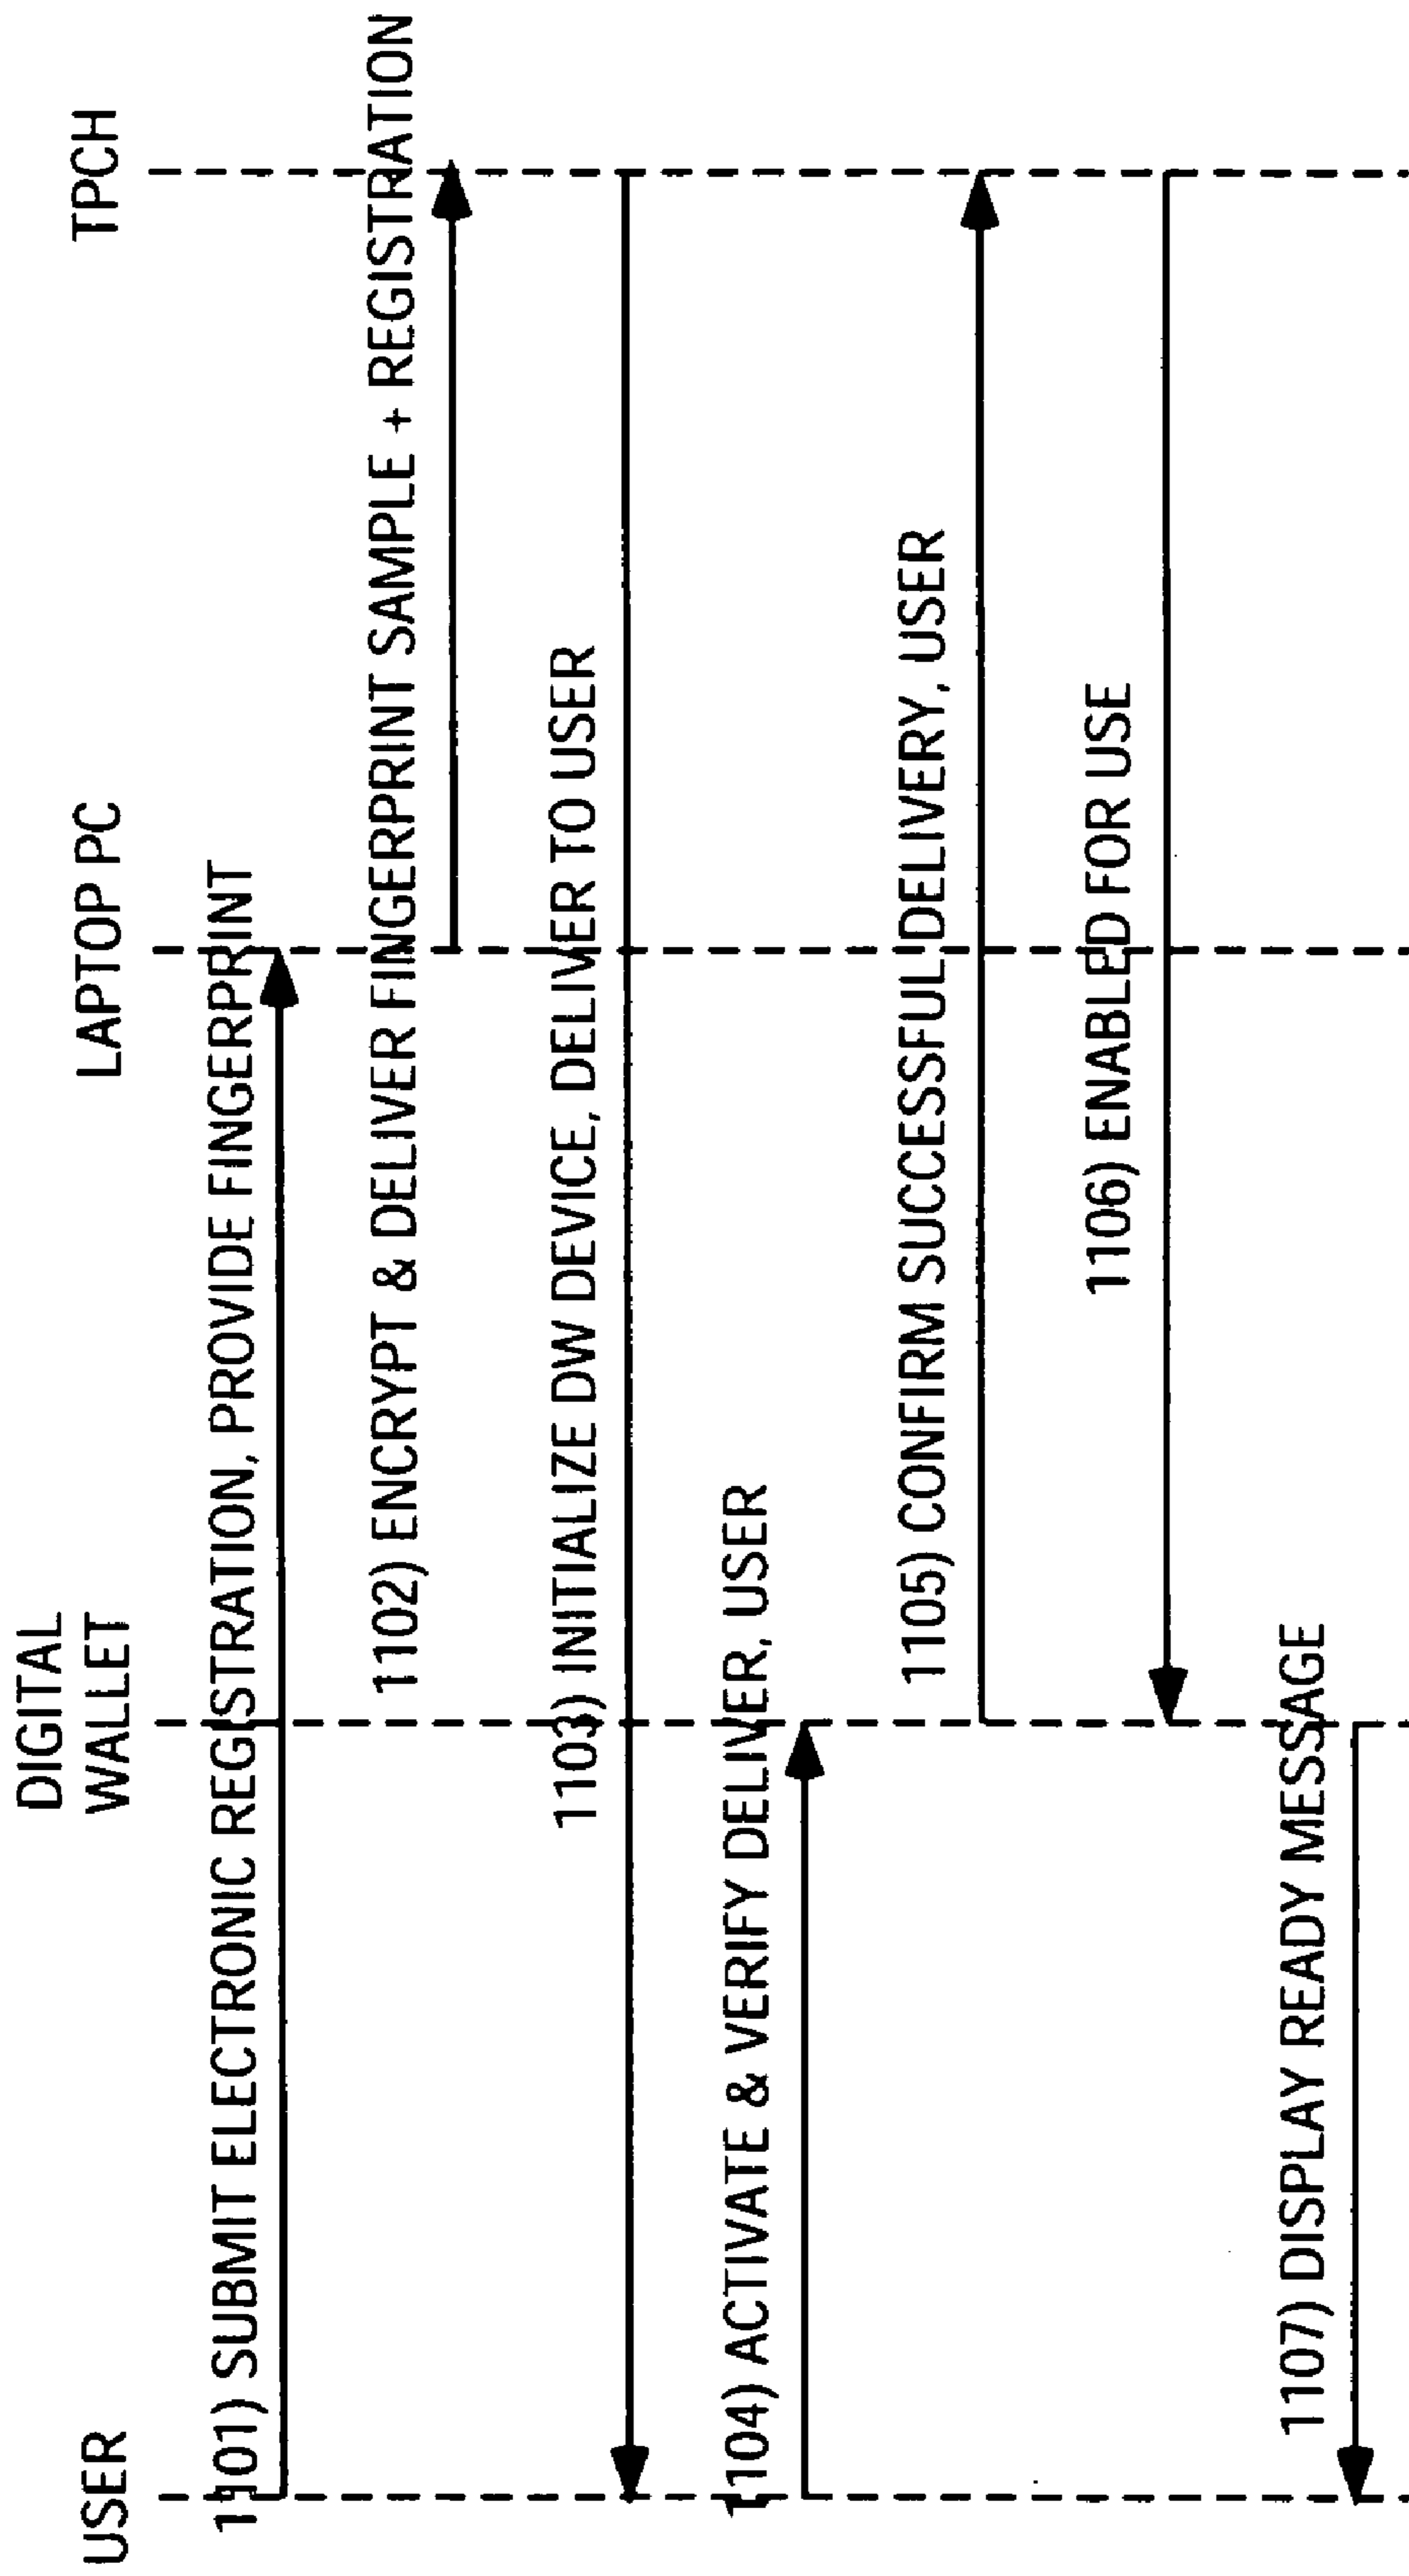 USER
DIGITAL
WALLET
LAPTOP PC
TPCH
1101) SUBMIT ELECTRONIC REGISTRATION, PROVIDE FINGERPRINT
1102) ENCRYPT & DELIVER FINGERPRINT SAMPLE + REGISTRATION
1103) INITIALIZE DW DEVICE, DELIVER TO USER
1104) ACTIVATE & VERIFY DELIVER, USER
1105) CONFIRM SUCCESSFUL DELIVERY, USER
1106) ENABLED FOR USE
1107) DISPLAY READY MESSAGE